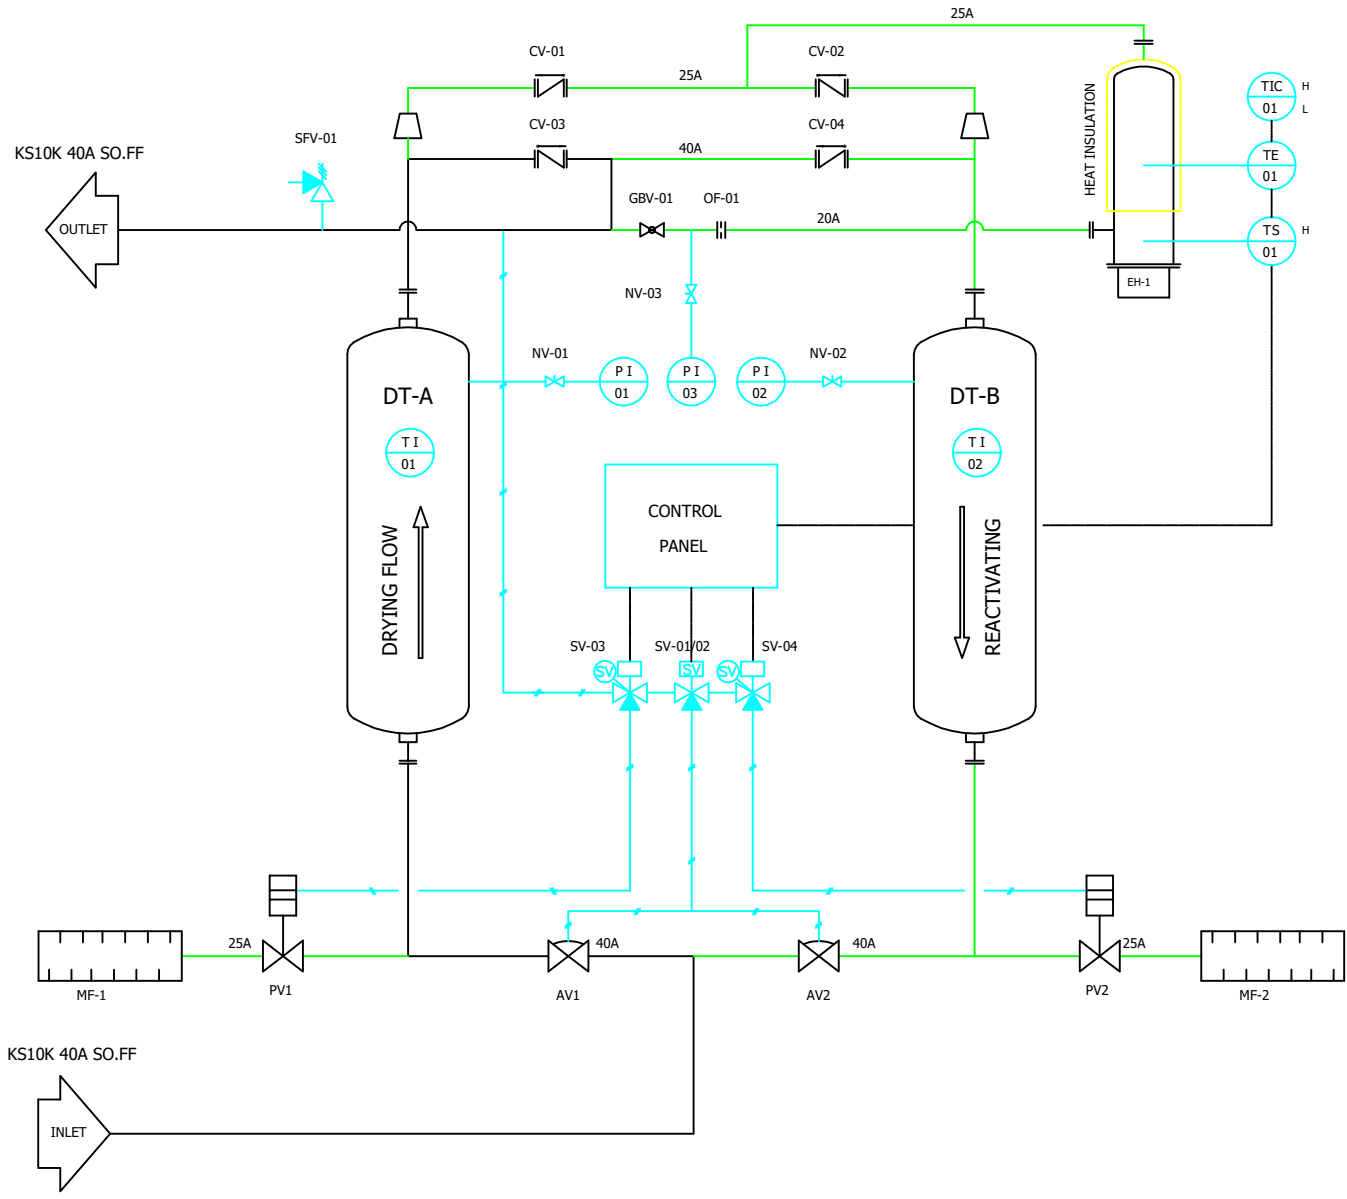 25A
CV-01
CV-02
25A
TIC
01
H
L
CV-03
CV-04
HEAT INSULATION
SFV-01
KS10K 40A SO.FF
40A
TE
01
GBV-01
OF-01
20A
OUTLET
TS
01
H
EH-1
NV-03
NV-01
NV-02
P I
01
P I
03
P I
02
DT-A
DT-B
T I
01
T I
02
CONTROL
PANEL
DRYING FLOW
REACTIVATING
SV-03
SV-01/02
SV-04
SV
SV
SV
25A
40A
40A
25A
MF-1
PV1
AV1
AV2
PV2
MF-2
KS10K 40A SO.FF
INLET